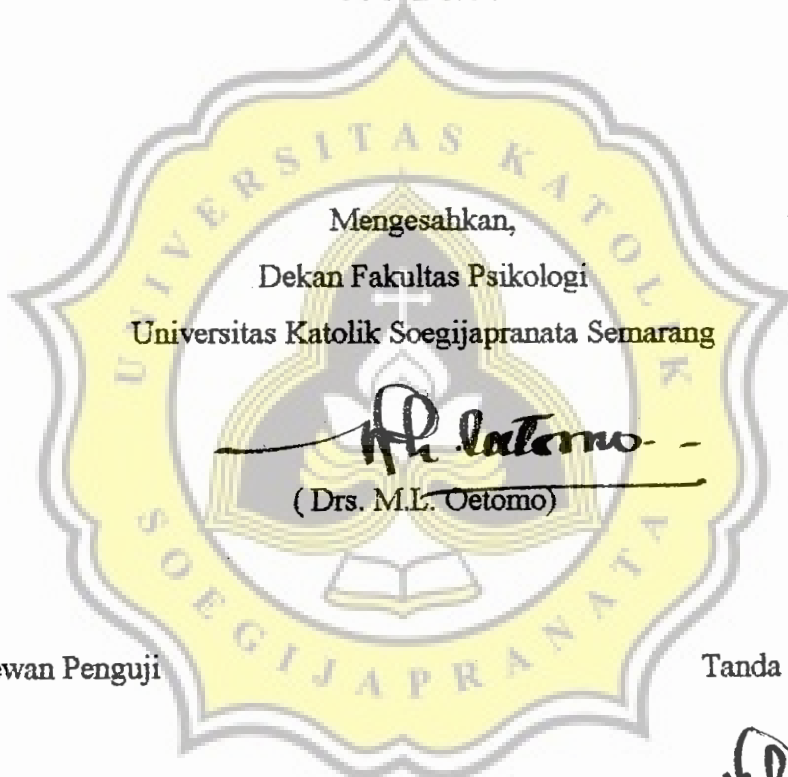 UNIVERSITAS KATOLIK
Mengesahkan,
Dekan Fakultas Psikologi
Universitas Katolik Soegijapranata Semarang
(Drs. M.L. Oetomo)
SOEGIJAPRANATA
ewan Penguji
Tanda